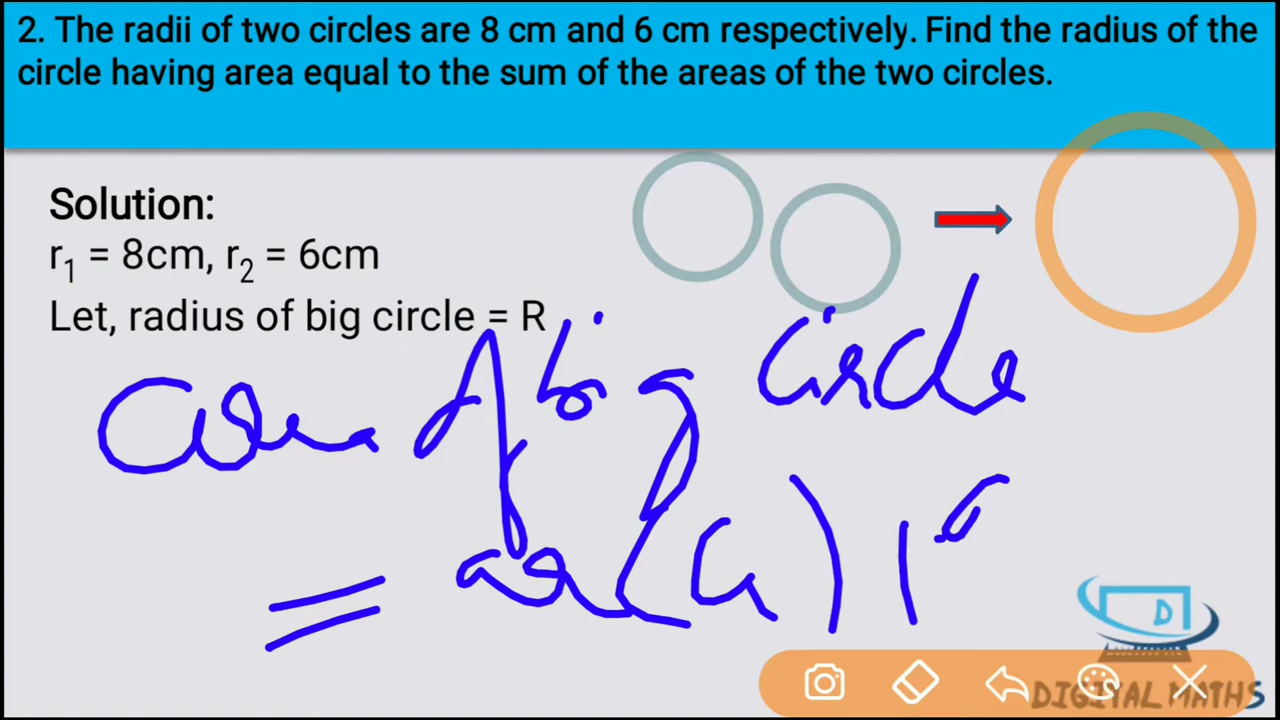 2. The radii of two circles are 8 cm and 6 cm respectively. Find the radius of the
circle having area equal to the sum of the areas of the two circles.
Solution:
r₁ = 8cm, r₂ = 6cm
Let, radius of big circle = R
area of big circle
= ar(C₁)
D
DIGITAL MATHS